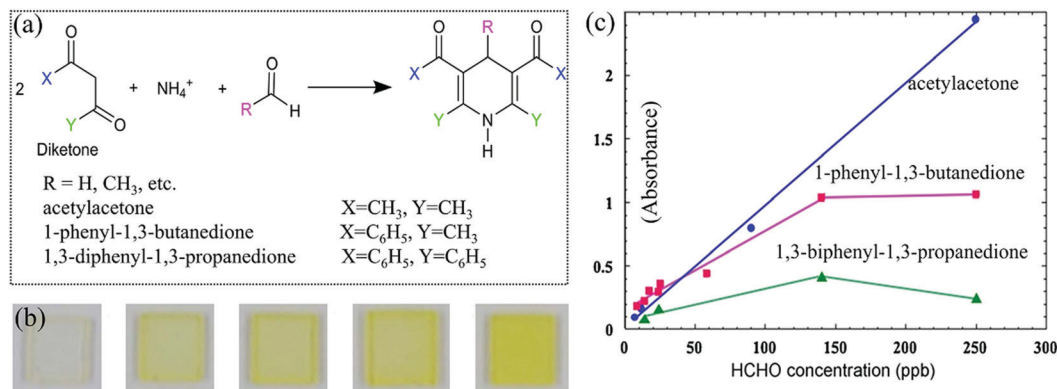 (a)
O
X
Y
O
Diketone
2
+
NH4+
+
O
R
H
O
R
O
X
X
Y
N
Y
H
R = H, CH3, etc.
acetylacetone X=CH3, Y=CH3
1-phenyl-1,3-butanedione X=C6H5, Y=CH3
1,3-diphenyl-1,3-propanedione X=C6H5, Y=C6H5
(b)
(c)
(Absorbance)
2.5
2
1.5
1
0.5
0
acetylacetone
1-phenyl-1,3-butanedione
1,3-biphenyl-1,3-propanedione
0 50 100 150 200 250 300
HCHO concentration (ppb)